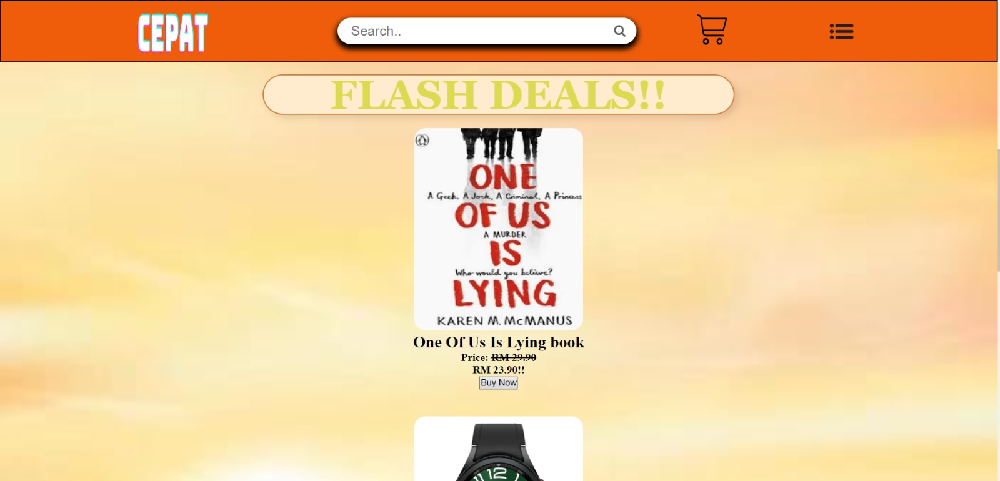 CEPAT
Search..
FLASH DEALS!!
ONE
A Geek, A Jock, A Criminal, A Princess
OF US
A MURDER
IS
Who would you believe?
LYING
KAREN M. McMANUS
One Of Us Is Lying book
Price: RM 29.90
RM 23.90!!
Buy Now
11 12